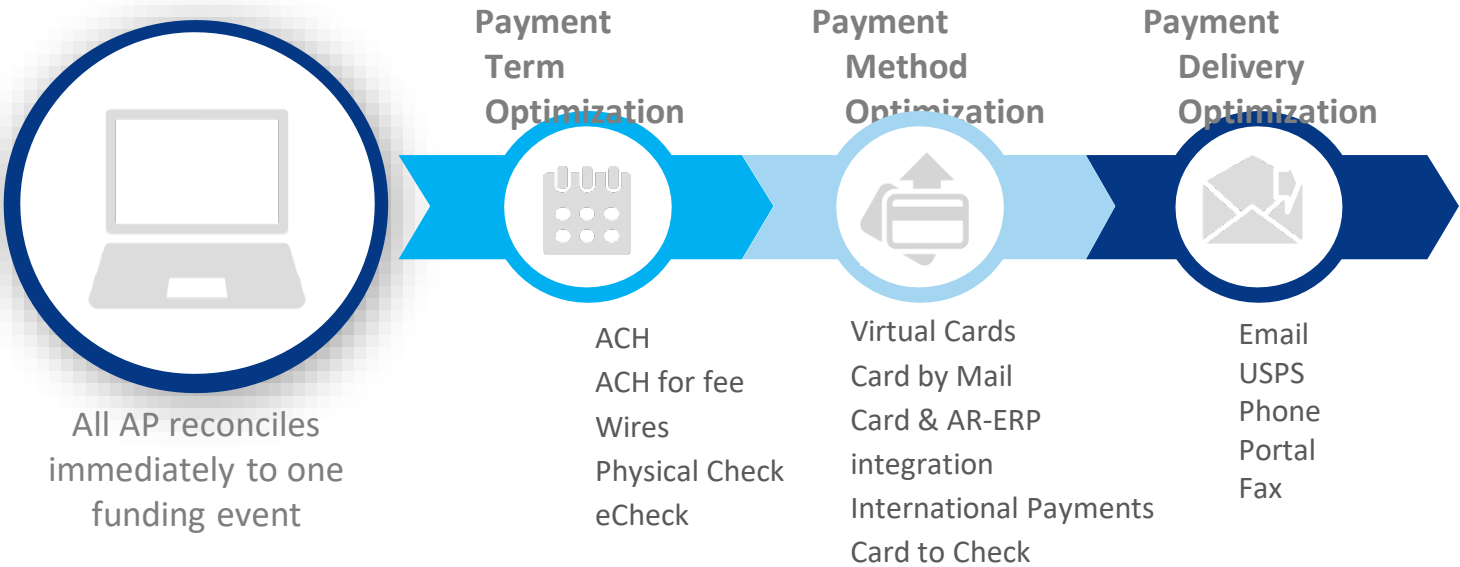 Payment
Term
Optimization
Payment
Method
Optimization
Payment
Delivery
Optimization
All AP reconciles
immediately to one
funding event
ACH
ACH for fee
Wires
Physical Check
eCheck
Virtual Cards
Card by Mail
Card & AR-ERP
integration
International Payments
Card to Check
Email
USPS
Phone
Portal
Fax